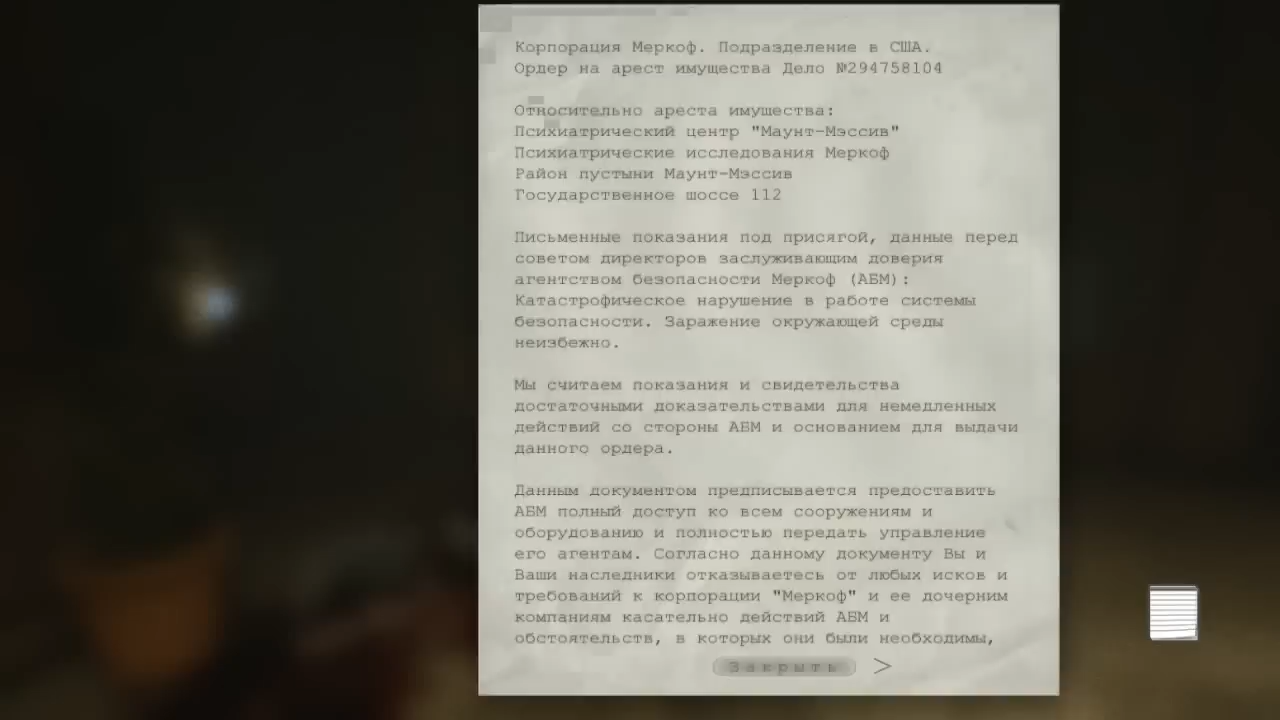 Корпорация Меркоф. Подразделение в США.
Ордер на арест имущества Дело №294758104
Относительно ареста имущества:
Психиатрический центр "Маунт-Мэссив"
Психиатрические исследования Меркоф
Район пустыни Маунт-Мэссив
Государственное шоссе 112
Письменные показания под присягой, данные перед
советом директоров заслуживающим доверия
агентством безопасности Меркоф (АБМ):
Катастрофическое нарушение в работе системы
безопасности. Заражение окружающей среды
неизбежно.
Мы считаем показания и свидетельства
достаточными доказательствами для немедленных
действий со стороны АБМ и основанием для выдачи
данного ордера.
Данным документом предписывается предоставить
АБМ полный доступ ко всем сооружениям и
оборудованию и полностью передать управление
его агентам. Согласно данному документу Вы и
Ваши наследники отказываетесь от любых исков и
требований к корпорации "Меркоф" и ее дочерним
компаниям касательно действий АБМ и
обстоятельств, в которых они были необходимы,
Закрыть >